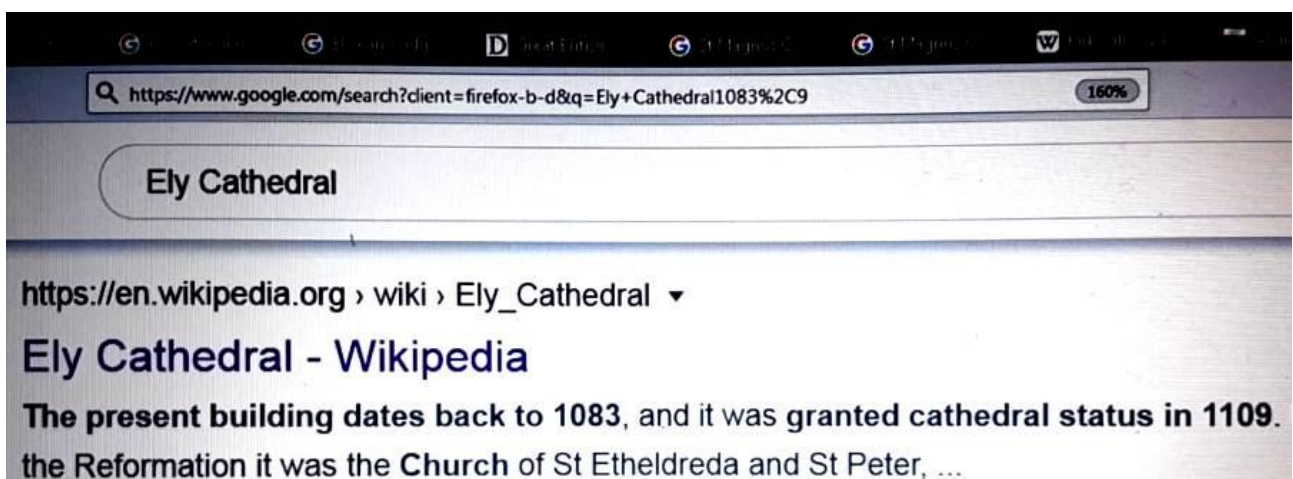 https://www.google.com/search?client=firefox-b-d&q=Ely+Cathedral1083%2C9 160%
Ely Cathedral
https://en.wikipedia.org › wiki › Ely_Cathedral
Ely Cathedral - Wikipedia
The present building dates back to 1083, and it was granted cathedral status in 1109.
the Reformation it was the Church of St Etheldreda and St Peter, ...